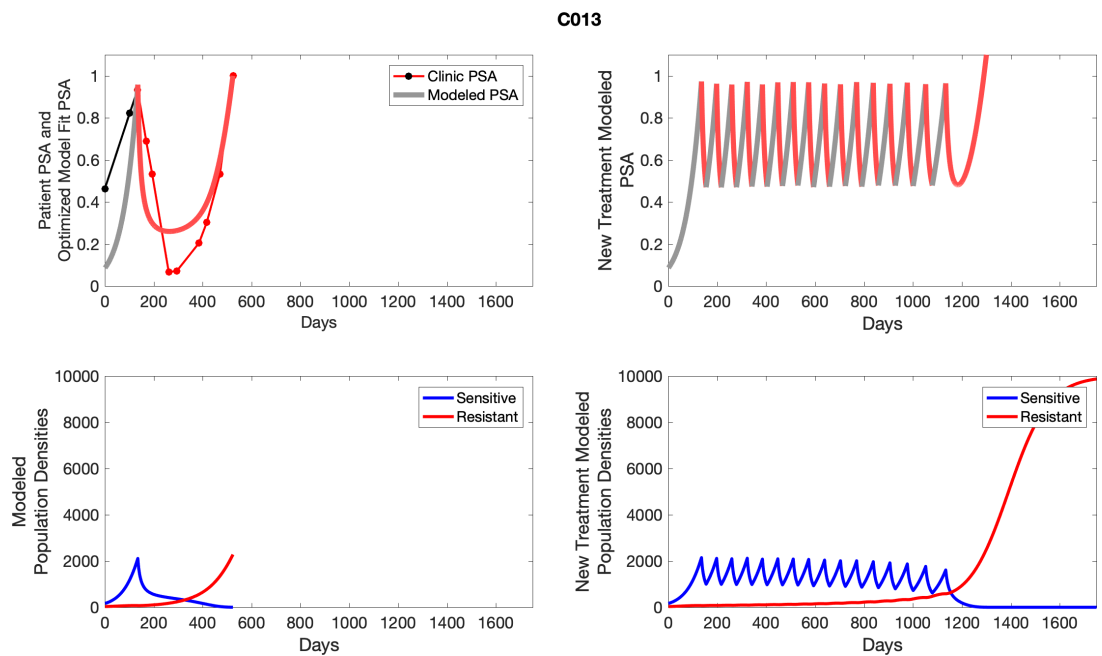 C013
Patient PSA and
Optimized Model Fit PSA
1
0.8
0.6
0.4
0.2
0
0 200 400 600 800 1000 1200 1400 1600
Days
Clinic PSA
Modeled PSA
New Treatment Modeled
PSA
1
0.8
0.6
0.4
0.2
0
0 200 400 600 800 1000 1200 1400 1600
Days
Modeled
Population Densities
10000
8000
6000
4000
2000
0
0 200 400 600 800 1000 1200 1400 1600
Days
Sensitive
Resistant
New Treatment Modeled
Population Densities
10000
8000
6000
4000
2000
0
0 200 400 600 800 1000 1200 1400 1600
Days
Sensitive
Resistant